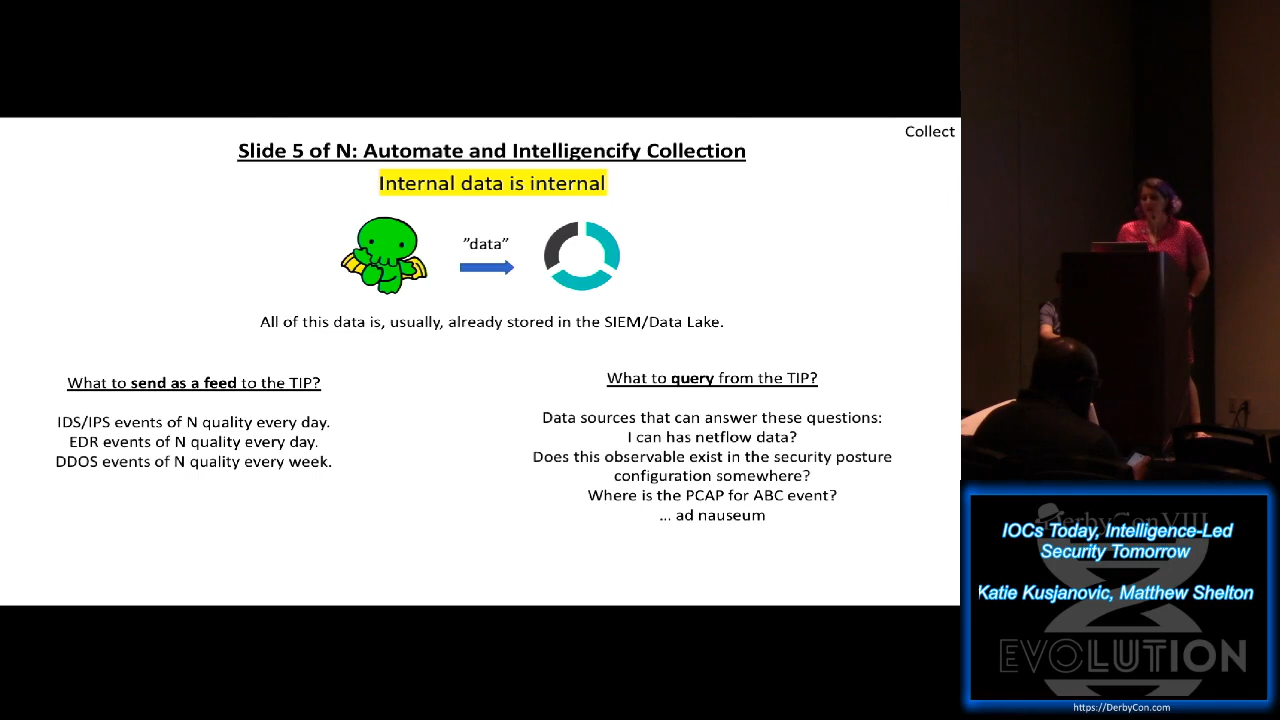 Collect
Slide 5 of N: Automate and Intelligencify Collection
Internal data is internal
”data”
All of this data is, usually, already stored in the SIEM/Data Lake.
What to send as a feed to the TIP?
IDS/IPS events of N quality every day.
EDR events of N quality every day.
DDOS events of N quality every week.
What to query from the TIP?
Data sources that can answer these questions:
I can has netflow data?
Does this observable exist in the security posture
configuration somewhere?
Where is the PCAP for ABC event?
... ad nauseum
DerbyCon VIII
IOCs Today, Intelligence-Led
Security Tomorrow
Katie Kusjanovic, Matthew Shelton
EVOLUTION
https://DerbyCon.com